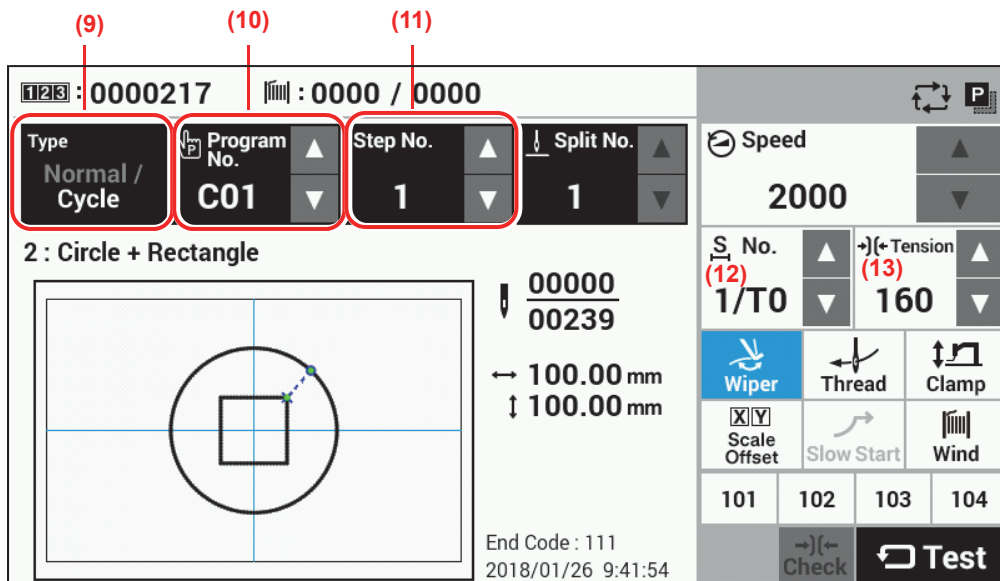 (9)
(10)
(11)
123 : 0000217
: 0000 / 0000
P
Type
Normal /
Cycle
P
Program
No.
C01
Step No.
1
Split No.
1
Speed
2000
2 : Circle + Rectangle
S No.
(12)
1/T0
Tension
(13)
160
00000
00239
100.00 mm
100.00 mm
Wiper
Thread
Clamp
X Y
Scale
Offset
Slow Start
Wind
101
102
103
104
End Code : 111
2018/01/26 9:41:54
Check
Test